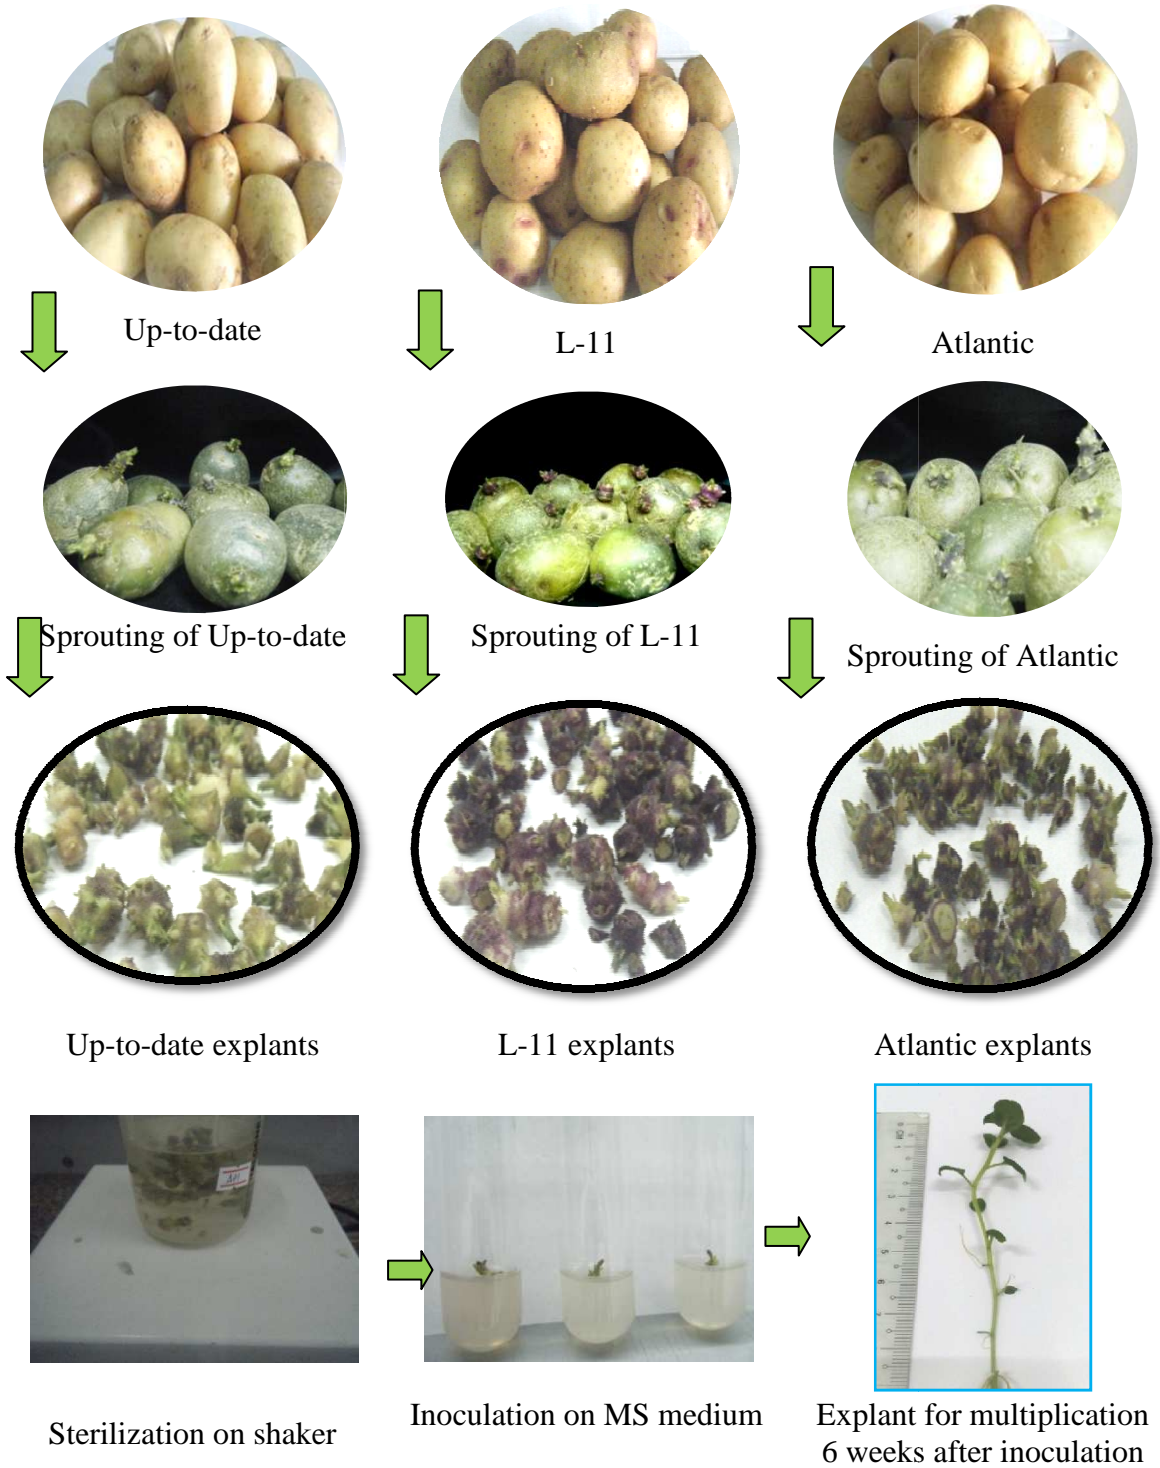 Up-to-date
L-11
Atlantic
Sprouting of Up-to-date
Sprouting of L-11
Sprouting of Atlantic
Up-to-date explants
L-11 explants
Atlantic explants
Sterilization on shaker
Inoculation on MS medium
Explant for multiplication
6 weeks after inoculation